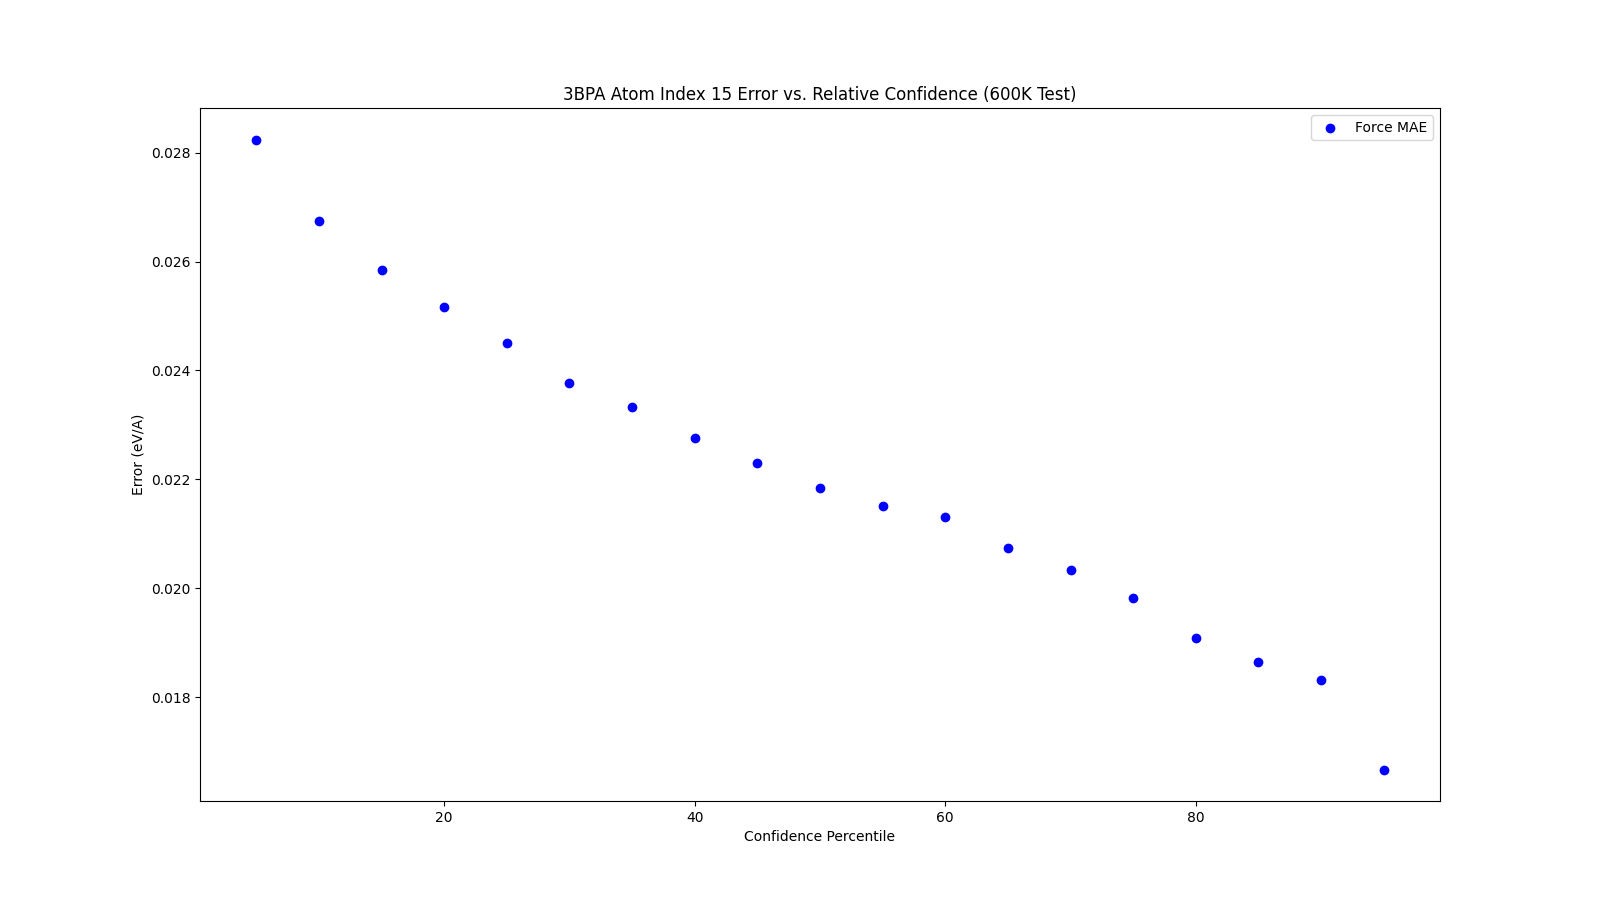 3BPA Atom Index 15 Error vs. Relative Confidence (600K Test)
Force MAE
0.028
0.026
0.024
0.022
0.020
0.018
Error (eV/A)
20 40 60 80
Confidence Percentile